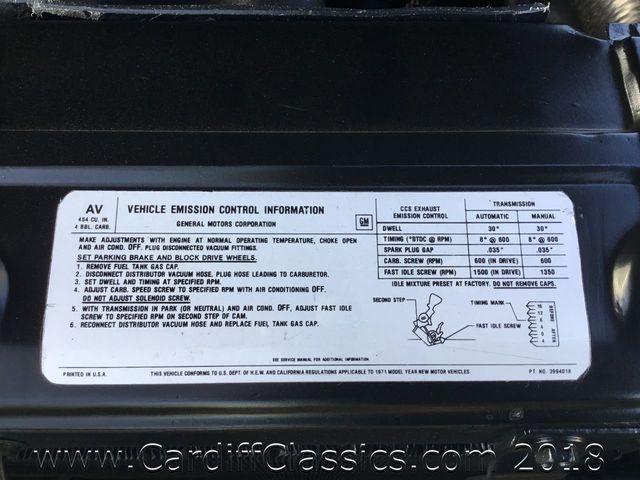 AV
454 CU. IN.
4 BBL. CARB.
VEHICLE EMISSION CONTROL INFORMATION
GENERAL MOTORS CORPORATION
GM
MAKE ADJUSTMENTS WITH ENGINE AT NORMAL OPERATING TEMPERATURE, CHOKE OPEN
AND AIR COND. OFF. PLUG DISCONNECTED VACUUM FITTINGS.
SET PARKING BRAKE AND BLOCK DRIVE WHEELS.
1. REMOVE FUEL TANK GAS CAP.
2. DISCONNECT DISTRIBUTOR VACUUM HOSE, PLUG HOSE LEADING TO CARBURETOR.
3. SET DWELL AND TIMING AT SPECIFIED RPM.
4. ADJUST CARB. SPEED SCREW TO SPECIFIED RPM WITH AIR CONDITIONING OFF.
DO NOT ADJUST SOLENOID SCREW.
5. WITH TRANSMISSION IN PARK (OR NEUTRAL) AND AIR COND. OFF, ADJUST FAST IDLE
SCREW TO SPECIFIED RPM ON SECOND STEP OF CAM.
6. RECONNECT DISTRIBUTOR VACUUM HOSE AND REPLACE FUEL TANK GAS CAP.
CCS EXHAUST EMISSION CONTROL TRANSMISSION
AUTOMATIC MANUAL
DWELL 30° 30°
TIMING (°BTDC @ RPM) 8° @ 600 8° @ 600
SPARK PLUG GAP .035" .035"
CARB. SCREW (RPM) 600 (IN DRIVE) 600
FAST IDLE SCREW (RPM) 1500 (IN DRIVE) 1350
IDLE MIXTURE PRESET AT FACTORY. DO NOT REMOVE CAPS.
SECOND STEP
FAST IDLE SCREW
TIMING MARK
16
12
8
4
0
4
BEFORE
AFTER
SEE SERVICE MANUAL FOR ADDITIONAL INFORMATION.
PRINTED IN U.S.A. THIS VEHICLE CONFORMS TO U.S. DEPT. OF H.E.W. AND CALIFORNIA REGULATIONS APPLICABLE TO 1971 MODEL YEAR NEW MOTOR VEHICLES. PT. NO. 3994018
www.CardiffClassics.com 2018